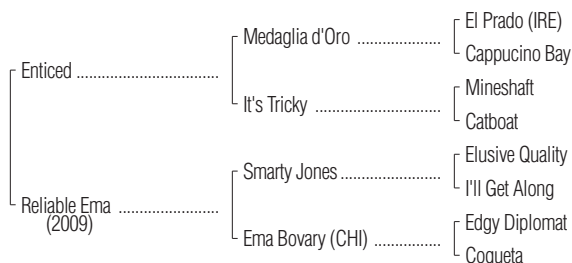 El Prado (IRE)
Medaglia d'Oro ....................
Cappucino Bay
Enticed ..................................
Mineshaft
It's Tricky ..............................
Catboat
Elusive Quality
Smarty Jones ........................
I'll Get Along
Reliable Ema ........................
(2009)
Edgy Diplomat
Ema Bovary (CHI) ................
Coqueta